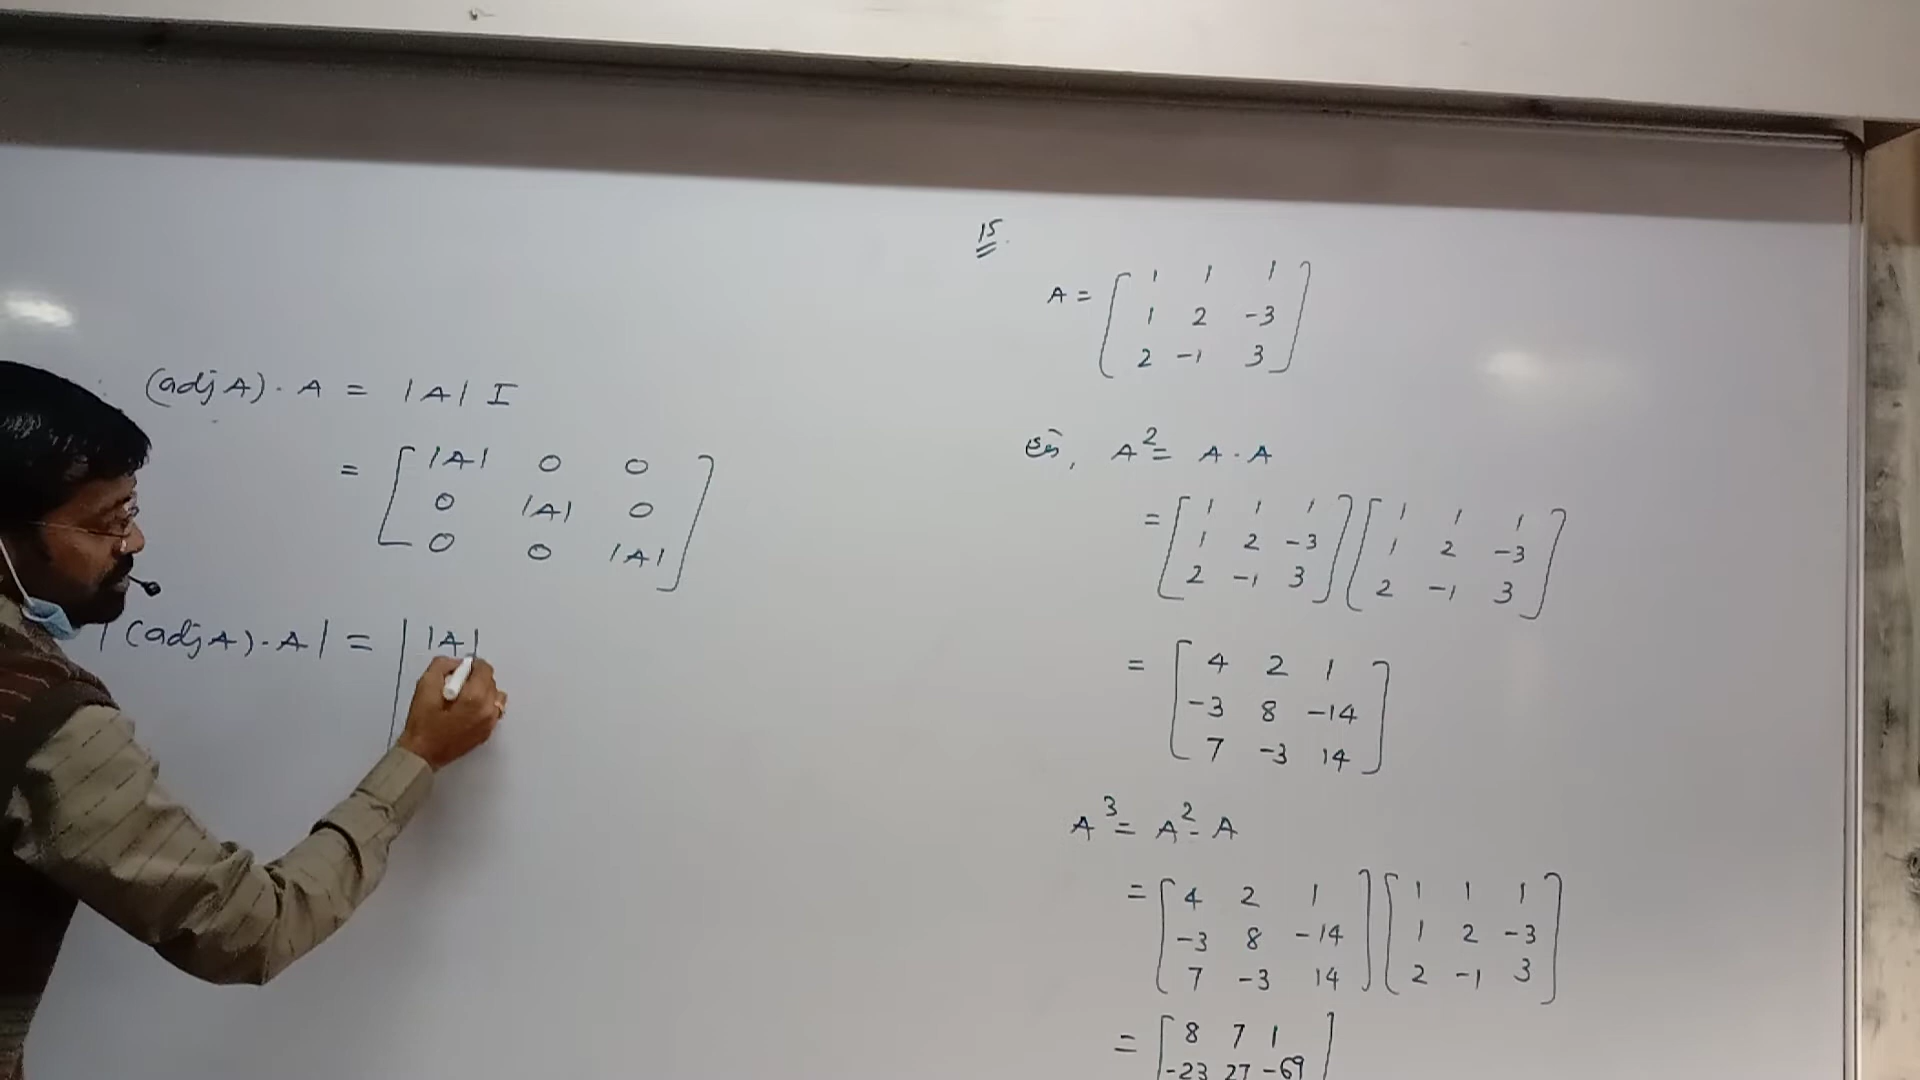 (adj A) . A = |A| I
= [ |A| 0 0
0 |A| 0
0 0 |A| ]
|(adj A) . A| = | |A|
15.
A = [ 1 1 1
1 2 -3
2 -1 3 ]
A² = A . A
= [ 1 1 1 ] [ 1 1 1 ]
[ 1 2 -3 ] [ 1 2 -3 ]
[ 2 -1 3 ] [ 2 -1 3 ]
= [ 4 2 1
-3 8 -14
7 -3 14 ]
A³ = A² . A
= [ 4 2 1 ] [ 1 1 1 ]
[ -3 8 -14 ] [ 1 2 -3 ]
[ 7 -3 14 ] [ 2 -1 3 ]
= [ 8 7 1
-23 27 -69 ]